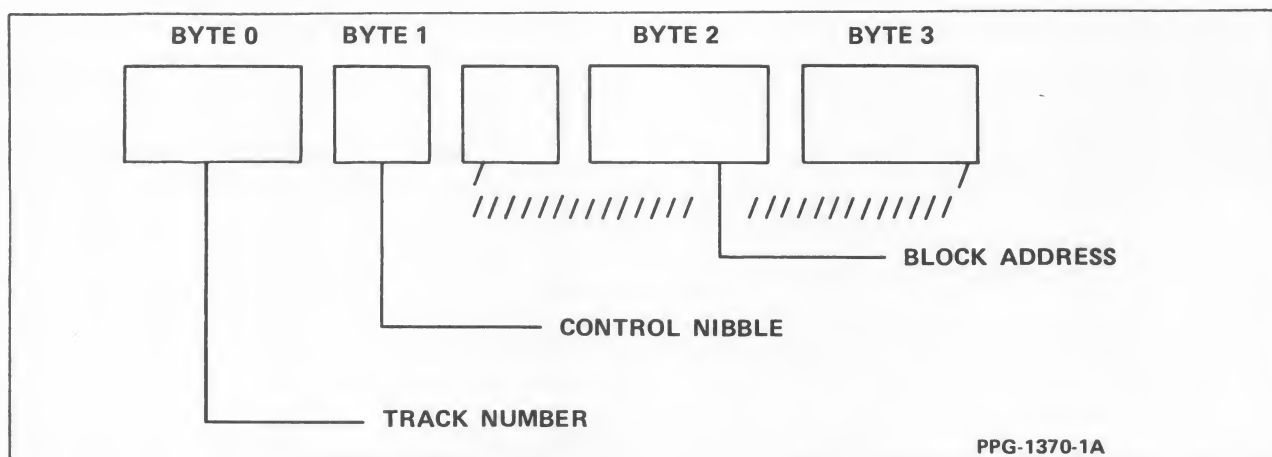 BYTE 0 BYTE 1 BYTE 2 BYTE 3
BLOCK ADDRESS
CONTROL NIBBLE
TRACK NUMBER
PPG-1370-1A